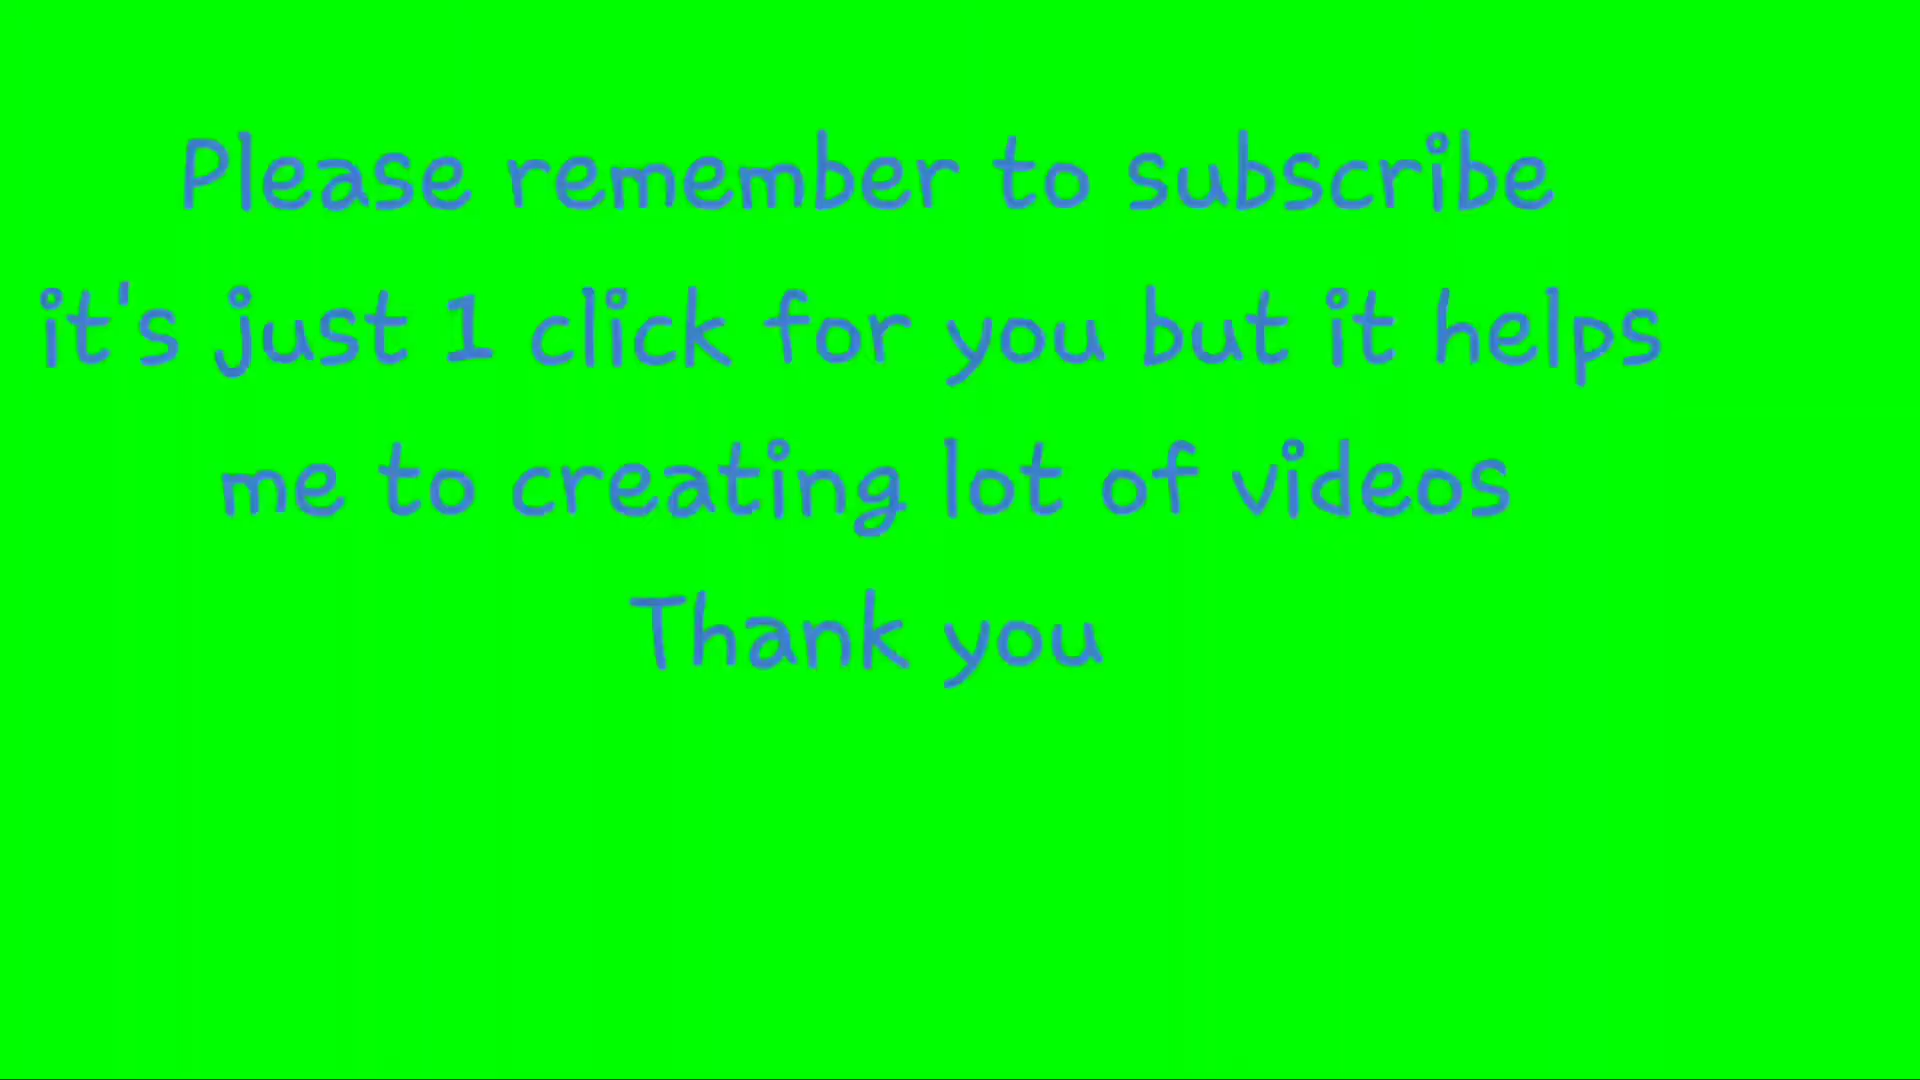 Please remember to subscribe
it's just 1 click for you but it helps
me to creating lot of videos
Thank you